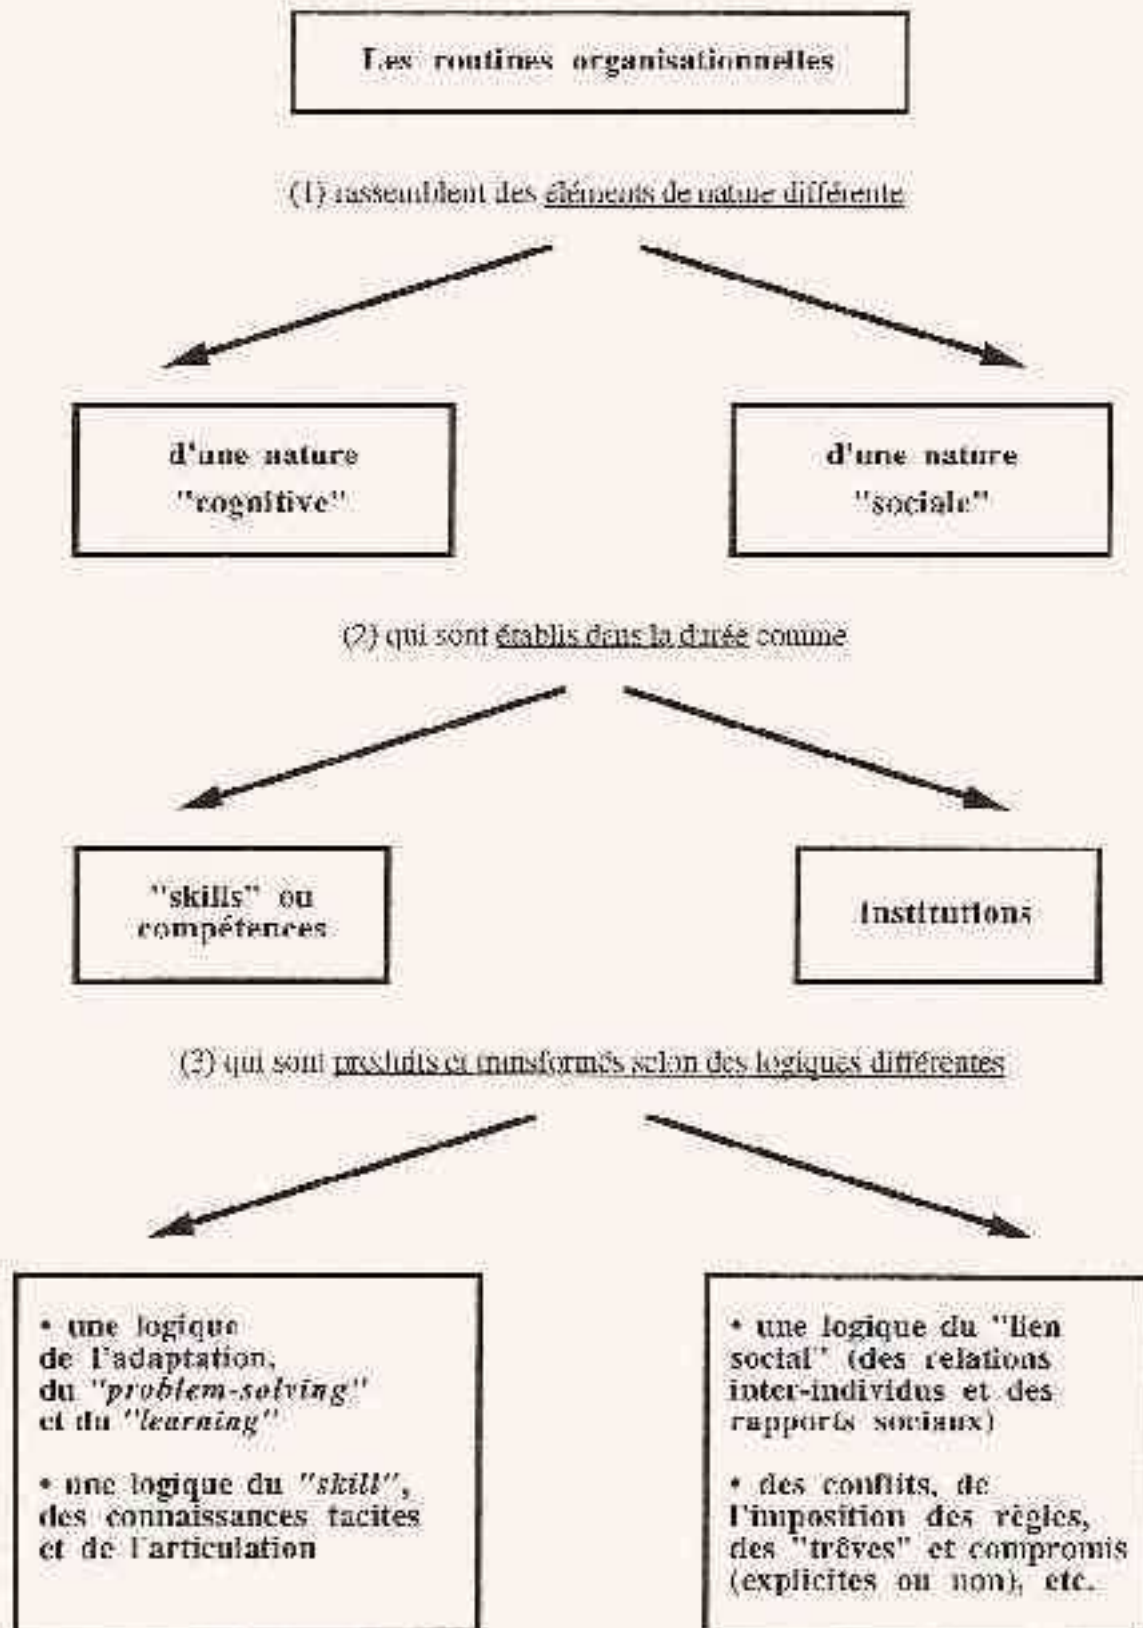 Les routines organisationnelles
(1) rassemblent des éléments de nature différente
d'une nature
"cognitive"
d'une nature
"sociale"
(2) qui sont établis dans la durée comme
"skills" ou
compétences
institutions
(3) qui sont produits et transformés selon des logiques différentes
• une logique
de l'adaptation,
du "problem-solving"
et du "learning"
• une logique du "skill",
des connaissances tacites
et de l'articulation
• une logique du "lien
social" (des relations
inter-individus et des
rapports sociaux)
• des conflits, de
l'imposition des règles,
des "trêves" et compromis
(explicites ou non), etc.